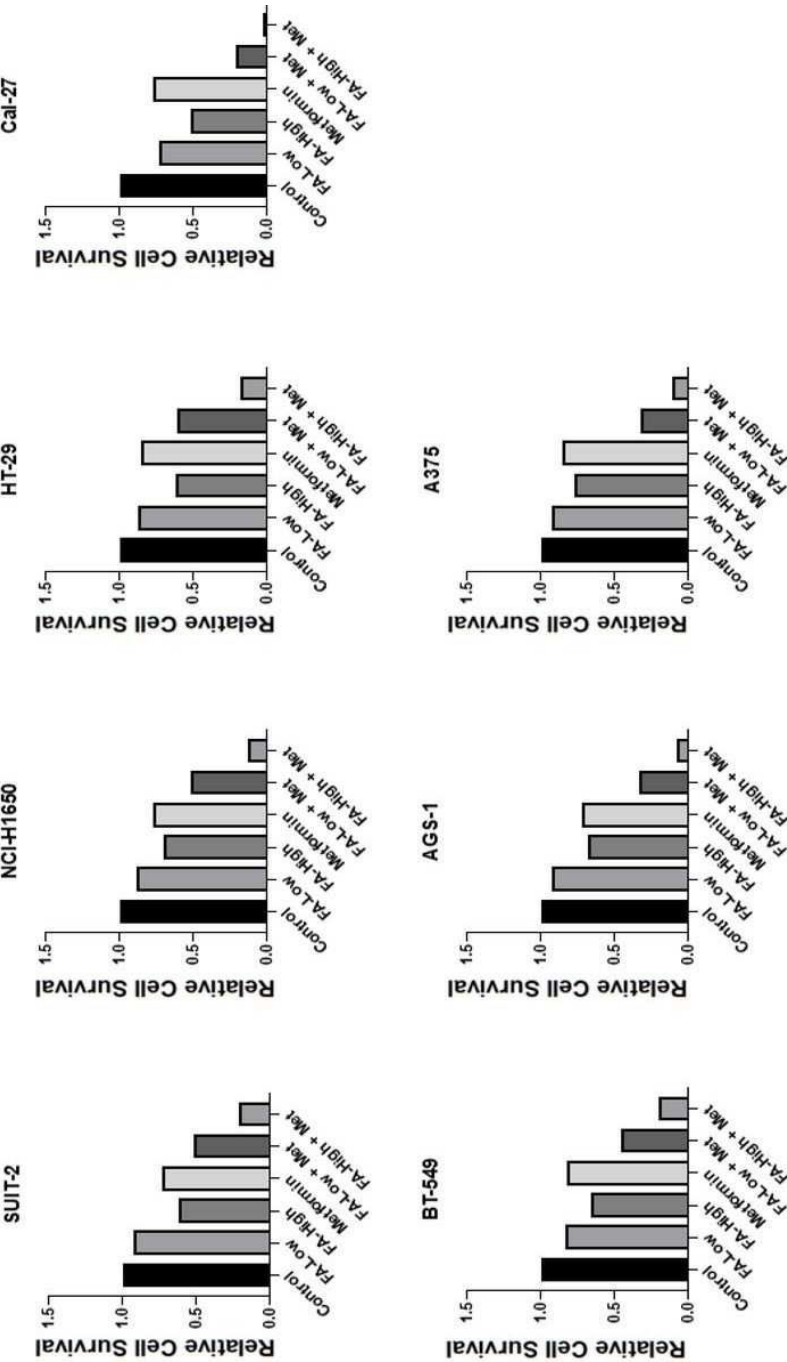 SUIT-2
Relative Cell Survival
1.5
1.0
0.5
0.0
Control
FA-Low
FA-High
Metformin
FA-Low + Met
FA-High + Met
NCI-H1650
Relative Cell Survival
1.5
1.0
0.5
0.0
Control
FA-Low
FA-High
Metformin
FA-Low + Met
FA-High + Met
HT-29
Relative Cell Survival
1.5
1.0
0.5
0.0
Control
FA-Low
FA-High
Metformin
FA-Low + Met
FA-High + Met
Cal-27
Relative Cell Survival
1.5
1.0
0.5
0.0
Control
FA-Low
FA-High
Metformin
FA-Low + Met
FA-High + Met
BT-549
Relative Cell Survival
1.5
1.0
0.5
0.0
Control
FA-Low
FA-High
Metformin
FA-Low + Met
FA-High + Met
AGS-1
Relative Cell Survival
1.5
1.0
0.5
0.0
Control
FA-Low
FA-High
Metformin
FA-Low + Met
FA-High + Met
A375
Relative Cell Survival
1.5
1.0
0.5
0.0
Control
FA-Low
FA-High
Metformin
FA-Low + Met
FA-High + Met